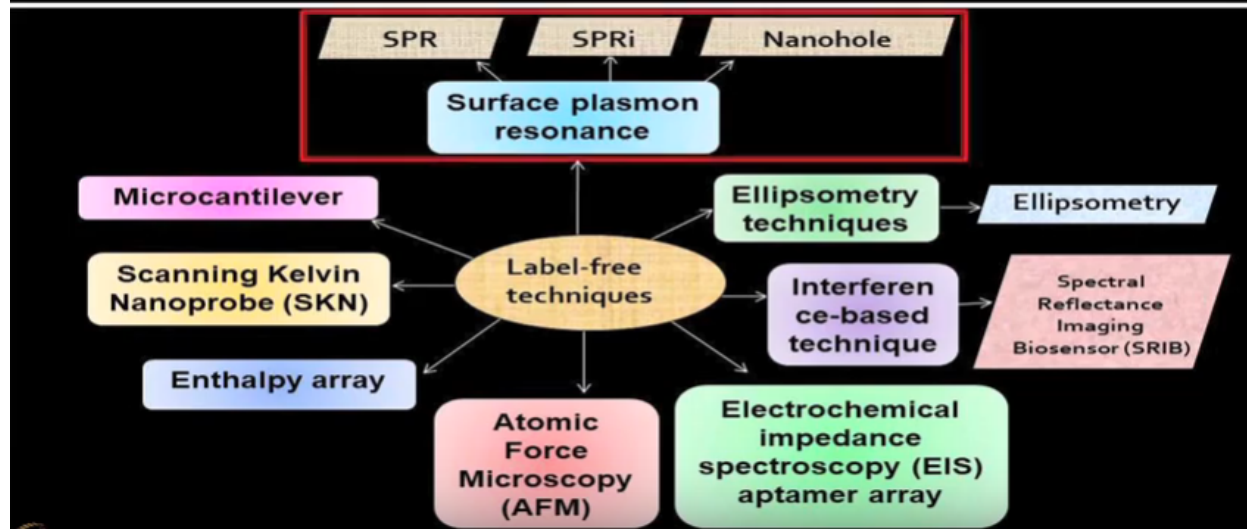 SPR
SPRi
Nanohole
Surface plasmon
resonance
Microcantilever
Ellipsometry
techniques
Ellipsometry
Scanning Kelvin
Nanoprobe (SKN)
Label-free
techniques
Interferen
ce-based
technique
Spectral
Reflectance
Imaging
Biosensor (SRIB)
Enthalpy array
Atomic
Force
Microscopy
(AFM)
Electrochemical
impedance
spectroscopy (EIS)
aptamer array